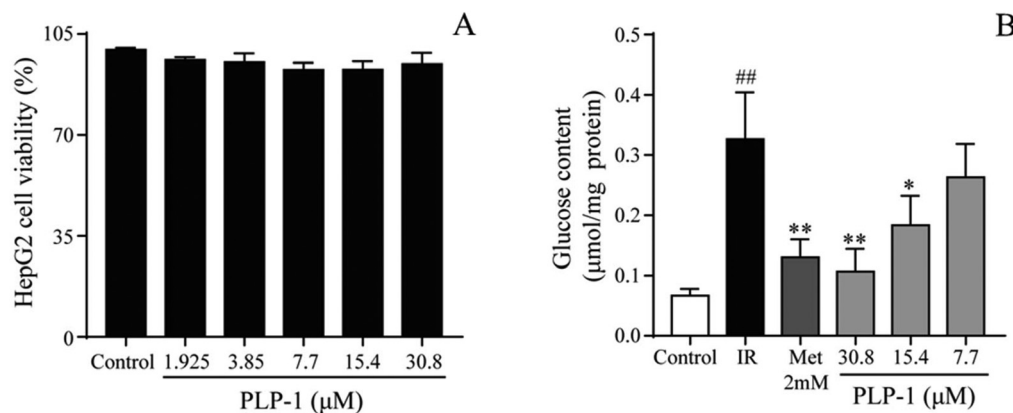 A
HepG2 cell viability (%)
105
70
35
0
Control 1.925 3.85 7.7 15.4 30.8
PLP-1 (μM)
B
Glucose content
(μmol/mg protein)
0.5
0.4
0.3
0.2
0.1
0.0
##
**
**
*
Control IR Met 30.8 15.4 7.7
2mM
PLP-1 (μM)